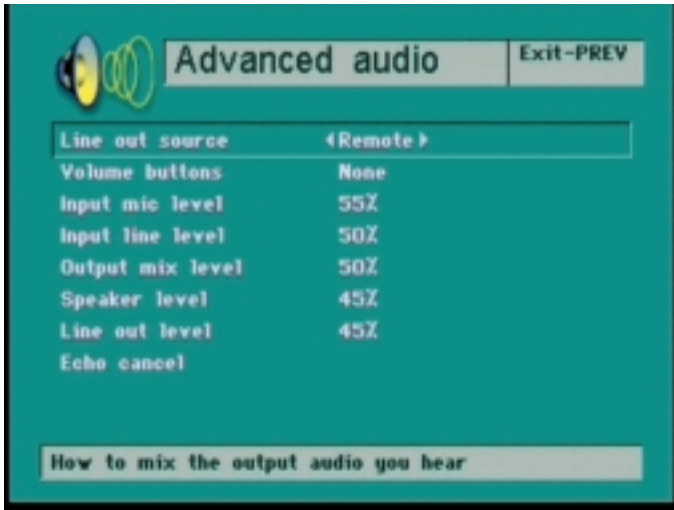 Advanced audio Exit-PREV
Line out source Remote
Volume buttons None
Input mic level 55%
Input line level 50%
Output mix level 50%
Speaker level 45%
Line out level 45%
Echo cancel
How to mix the output audio you hear